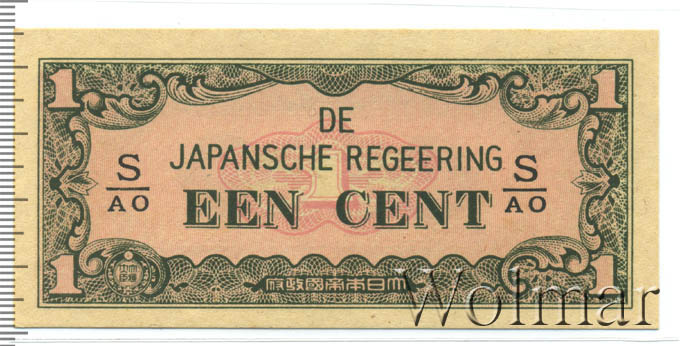 1 1
DE
JAPANSCHE REGEERING
S/AO S/AO
1
EEN CENT
1 1
大日本帝國政府
Wolmar